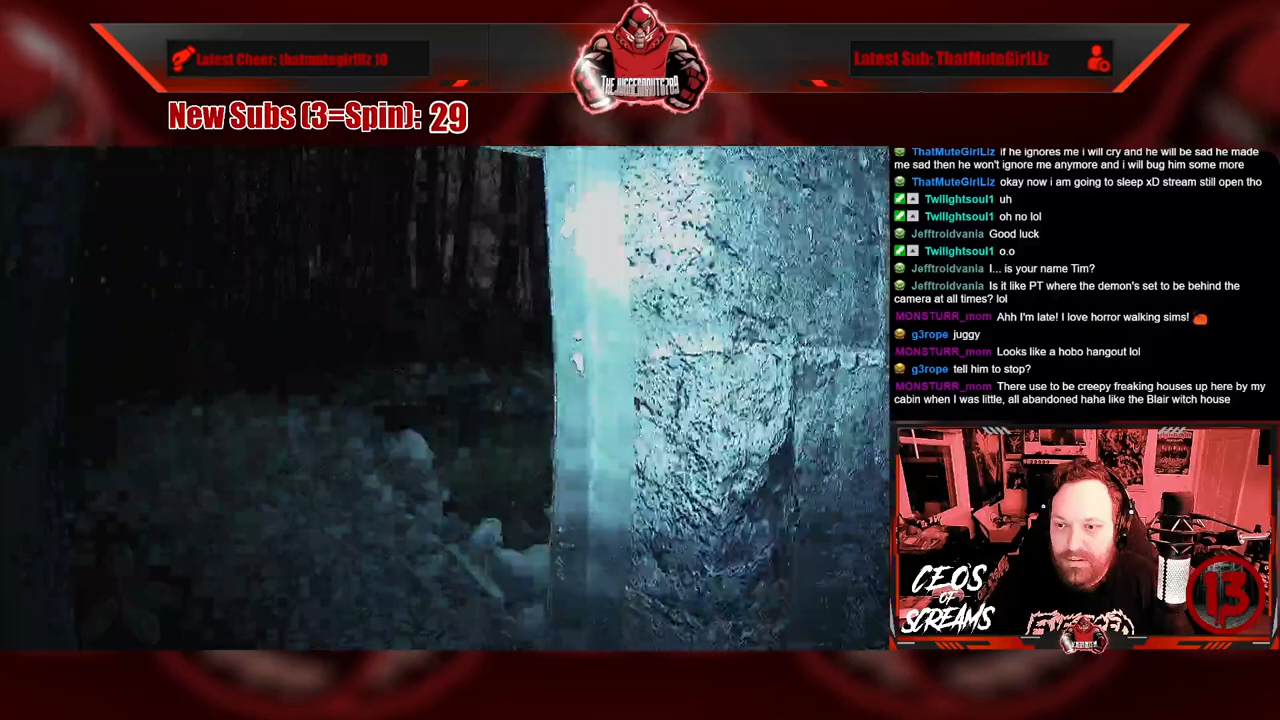 Latest Cheer: thatmutegirlliz 10
THEJUGGERNAUT6789
Latest Sub: ThatMuteGirlLiz
New Subs (3=Spin): 29
ThatMuteGirlLiz if he ignores me i will cry and he will be sad he made
me sad then he won't ignore me anymore and i will bug him some more
ThatMuteGirlLiz okay now i am going to sleep xD stream still open tho
Twilightsoul1 uh
Twilightsoul1 oh no lol
Jefftroidvania Good luck
Twilightsoul1 o.o
Jefftroidvania I... is your name Tim?
Jefftroidvania Is it like PT where the demon's set to be behind the
camera at all times? lol
MONSTURR_mom Ahh I'm late! I love horror walking sims!
g3rope juggy
MONSTURR_mom Looks like a hobo hangout lol
g3rope tell him to stop?
MONSTURR_mom There use to be creepy freaking houses up here by my
cabin when I was little, all abandoned haha like the Blair witch house
CEOS
OF
SCREAMS
13